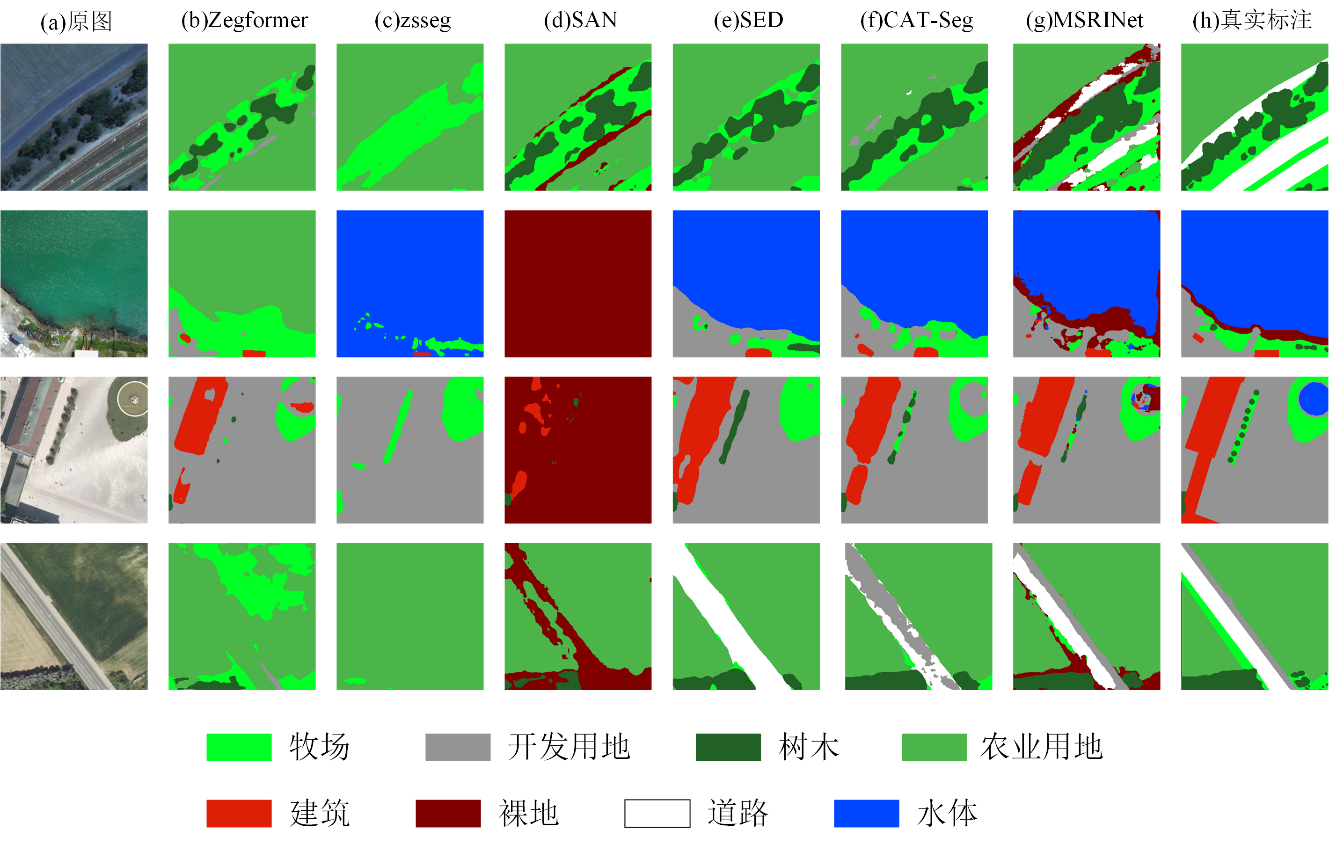 (a)原图 (b)Zegformer (c)zsseg (d)SAN (e)SED (f)CAT-Seg (g)MSRINet (h)真实标注
牧场 开发用地 树木 农业用地
建筑 裸地 道路 水体